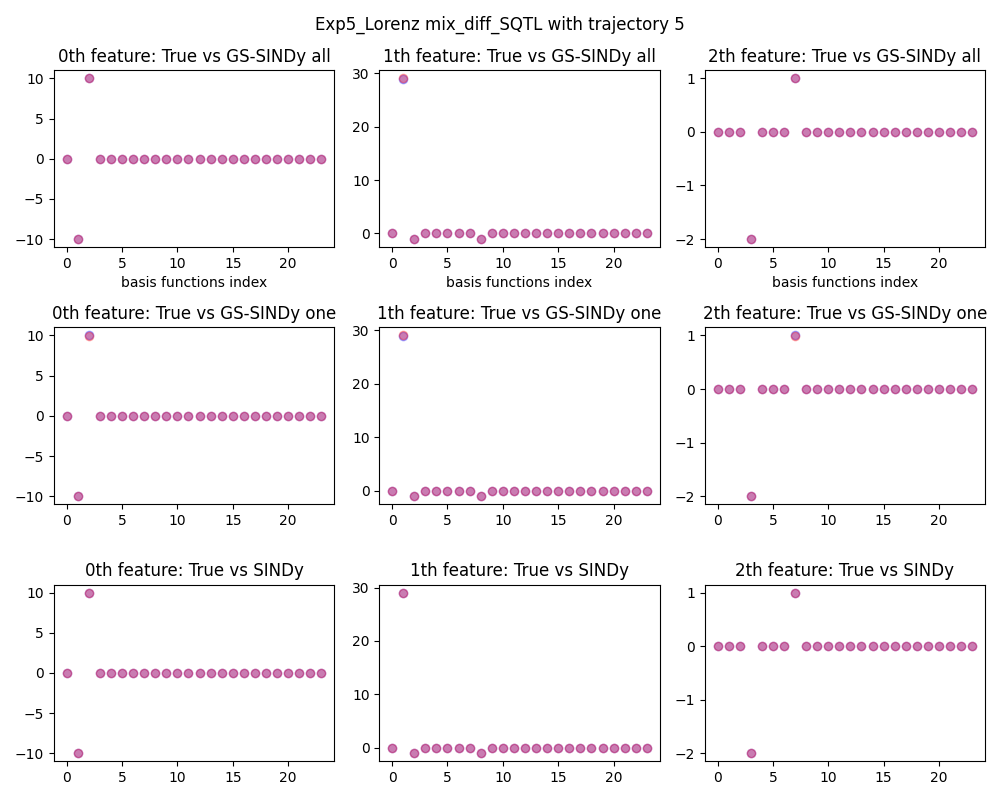 Exp5_Lorenz mix_diff_SQTL with trajectory 5
0th feature: True vs GS-SINDy all
1th feature: True vs GS-SINDy all
2th feature: True vs GS-SINDy all
10
5
0
−5
−10
0 5 10 15 20
basis functions index
30
20
10
0
0 5 10 15 20
basis functions index
1
0
−1
−2
0 5 10 15 20
basis functions index
0th feature: True vs GS-SINDy one
1th feature: True vs GS-SINDy one
2th feature: True vs GS-SINDy one
10
5
0
−5
−10
0 5 10 15 20
30
20
10
0
0 5 10 15 20
1
0
−1
−2
0 5 10 15 20
0th feature: True vs SINDy
1th feature: True vs SINDy
2th feature: True vs SINDy
10
5
0
−5
−10
0 5 10 15 20
30
20
10
0
0 5 10 15 20
1
0
−1
−2
0 5 10 15 20